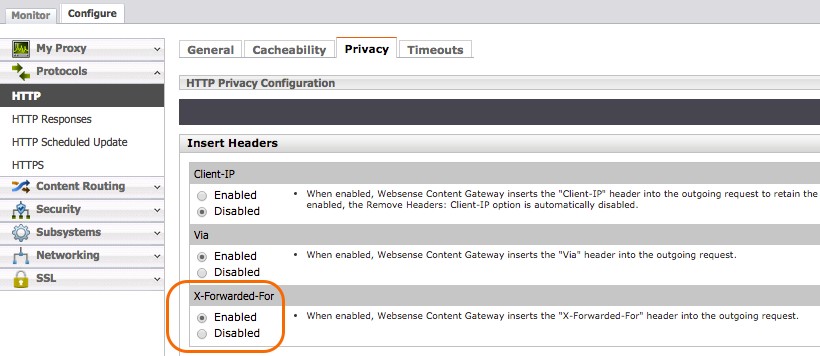 Monitor Configure
My Proxy
Protocols
HTTP
HTTP Responses
HTTP Scheduled Update
HTTPS
Content Routing
Security
Subsystems
Networking
SSL
General Cacheability Privacy Timeouts
HTTP Privacy Configuration
Insert Headers
Client-IP
Enabled
Disabled
• When enabled, Websense Content Gateway inserts the "Client-IP" header into the outgoing request to retain the
enabled, the Remove Headers: Client-IP option is automatically disabled.
Via
Enabled
Disabled
• When enabled, Websense Content Gateway inserts the "Via" header into the outgoing request.
X-Forwarded-For
Enabled
Disabled
• When enabled, Websense Content Gateway inserts the "X-Forwarded-For" header into the outgoing request.